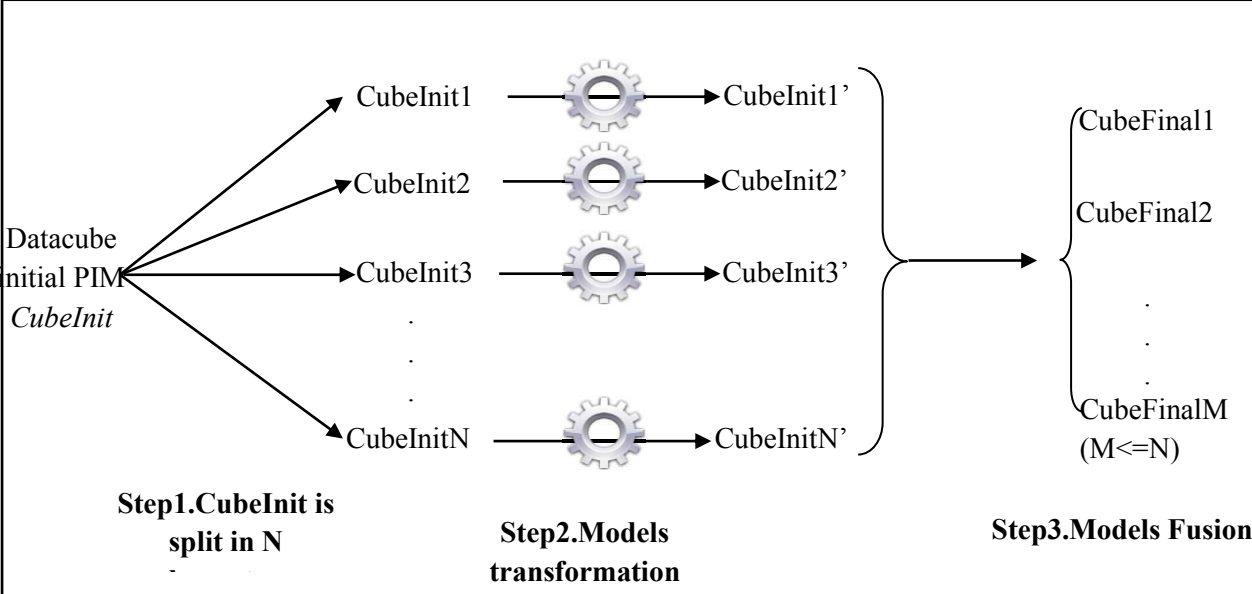 CubeInit1
CubeInit1’
CubeFinal1
CubeInit2
CubeInit2’
CubeFinal2
Datacube
initial PIM
CubeInit
CubeInit3
CubeInit3’
.
.
.
.
.
.
CubeInitN
CubeInitN’
CubeFinalM
(M<=N)
Step1.CubeInit is
split in N
Step2.Models
transformation
Step3.Models Fusion